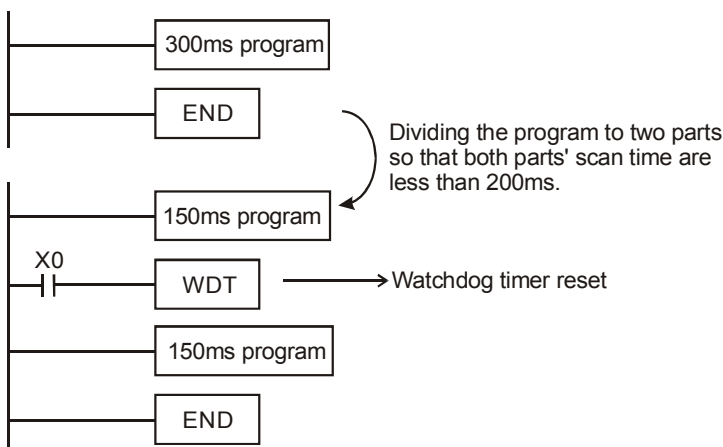 300ms program
END
Dividing the program to two parts
so that both parts' scan time are
less than 200ms.
150ms program
X0
WDT
Watchdog timer reset
150ms program
END